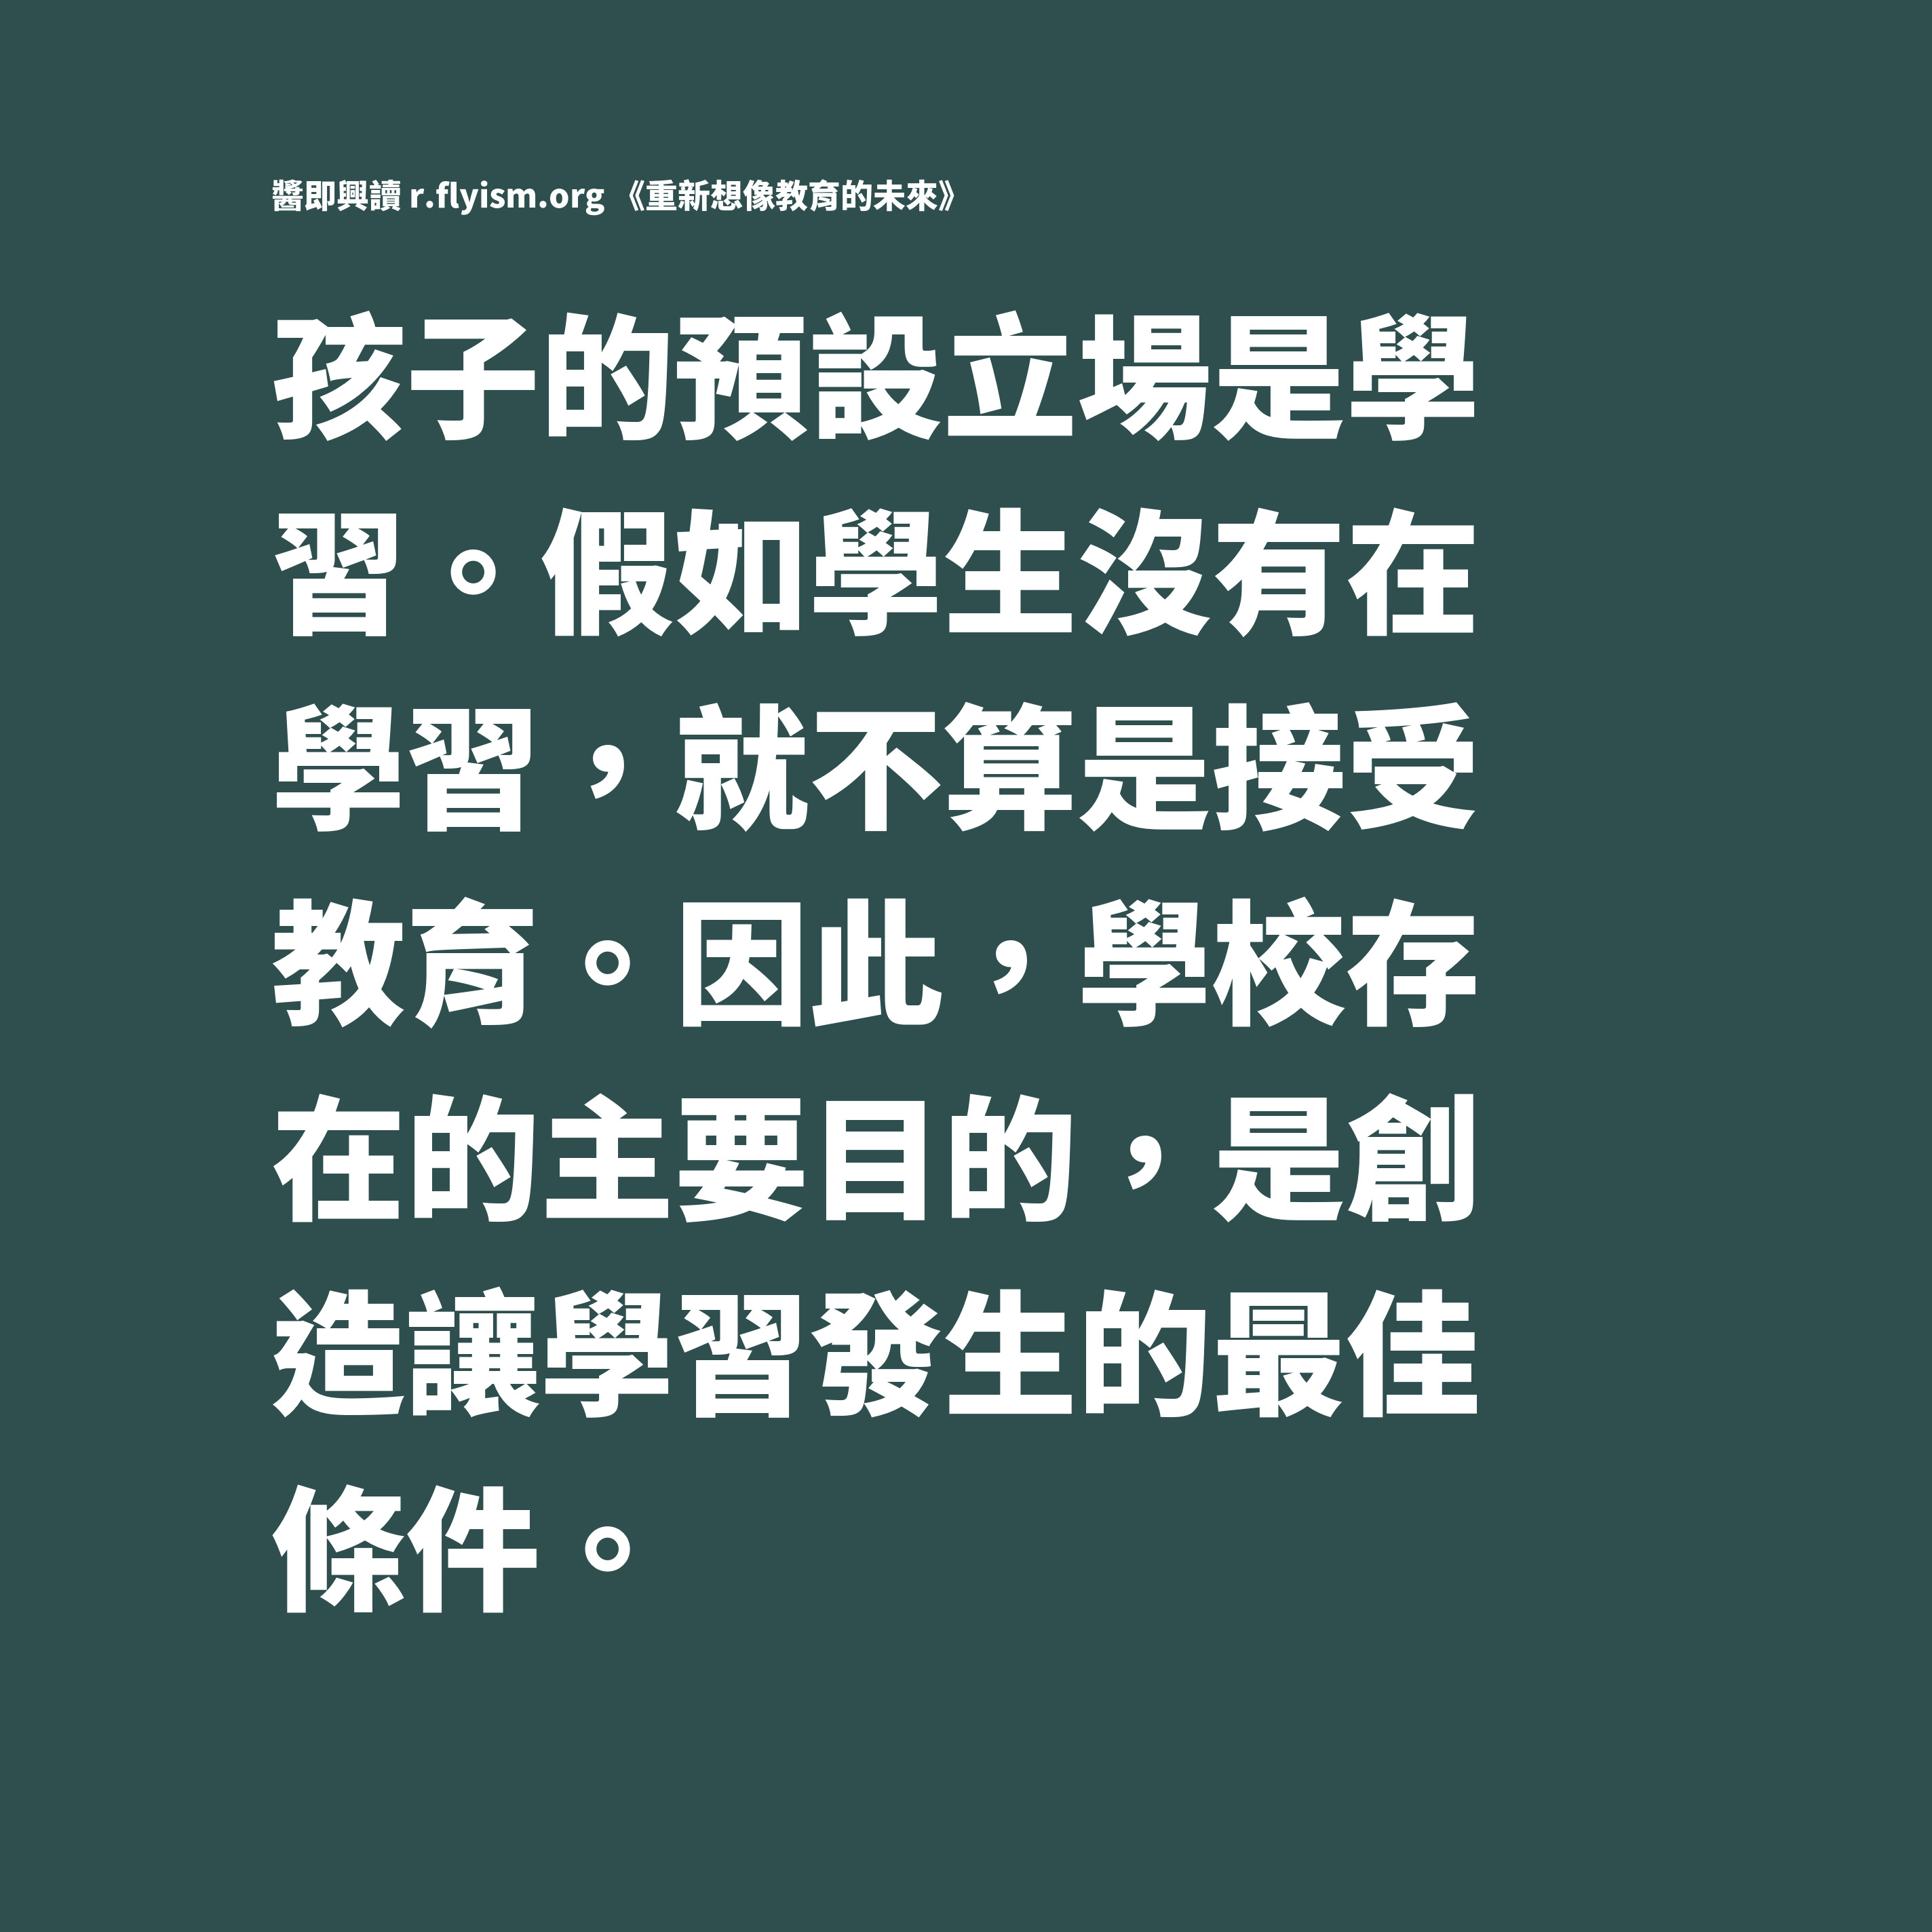 醫即興讀 rr.flyism.org《重新想像教育的未來》
孩子的預設立場是學
習。假如學生沒有在
學習，就不算是接受
教育。因此，學校存
在的主要目的，是創
造讓學習發生的最佳
條件。